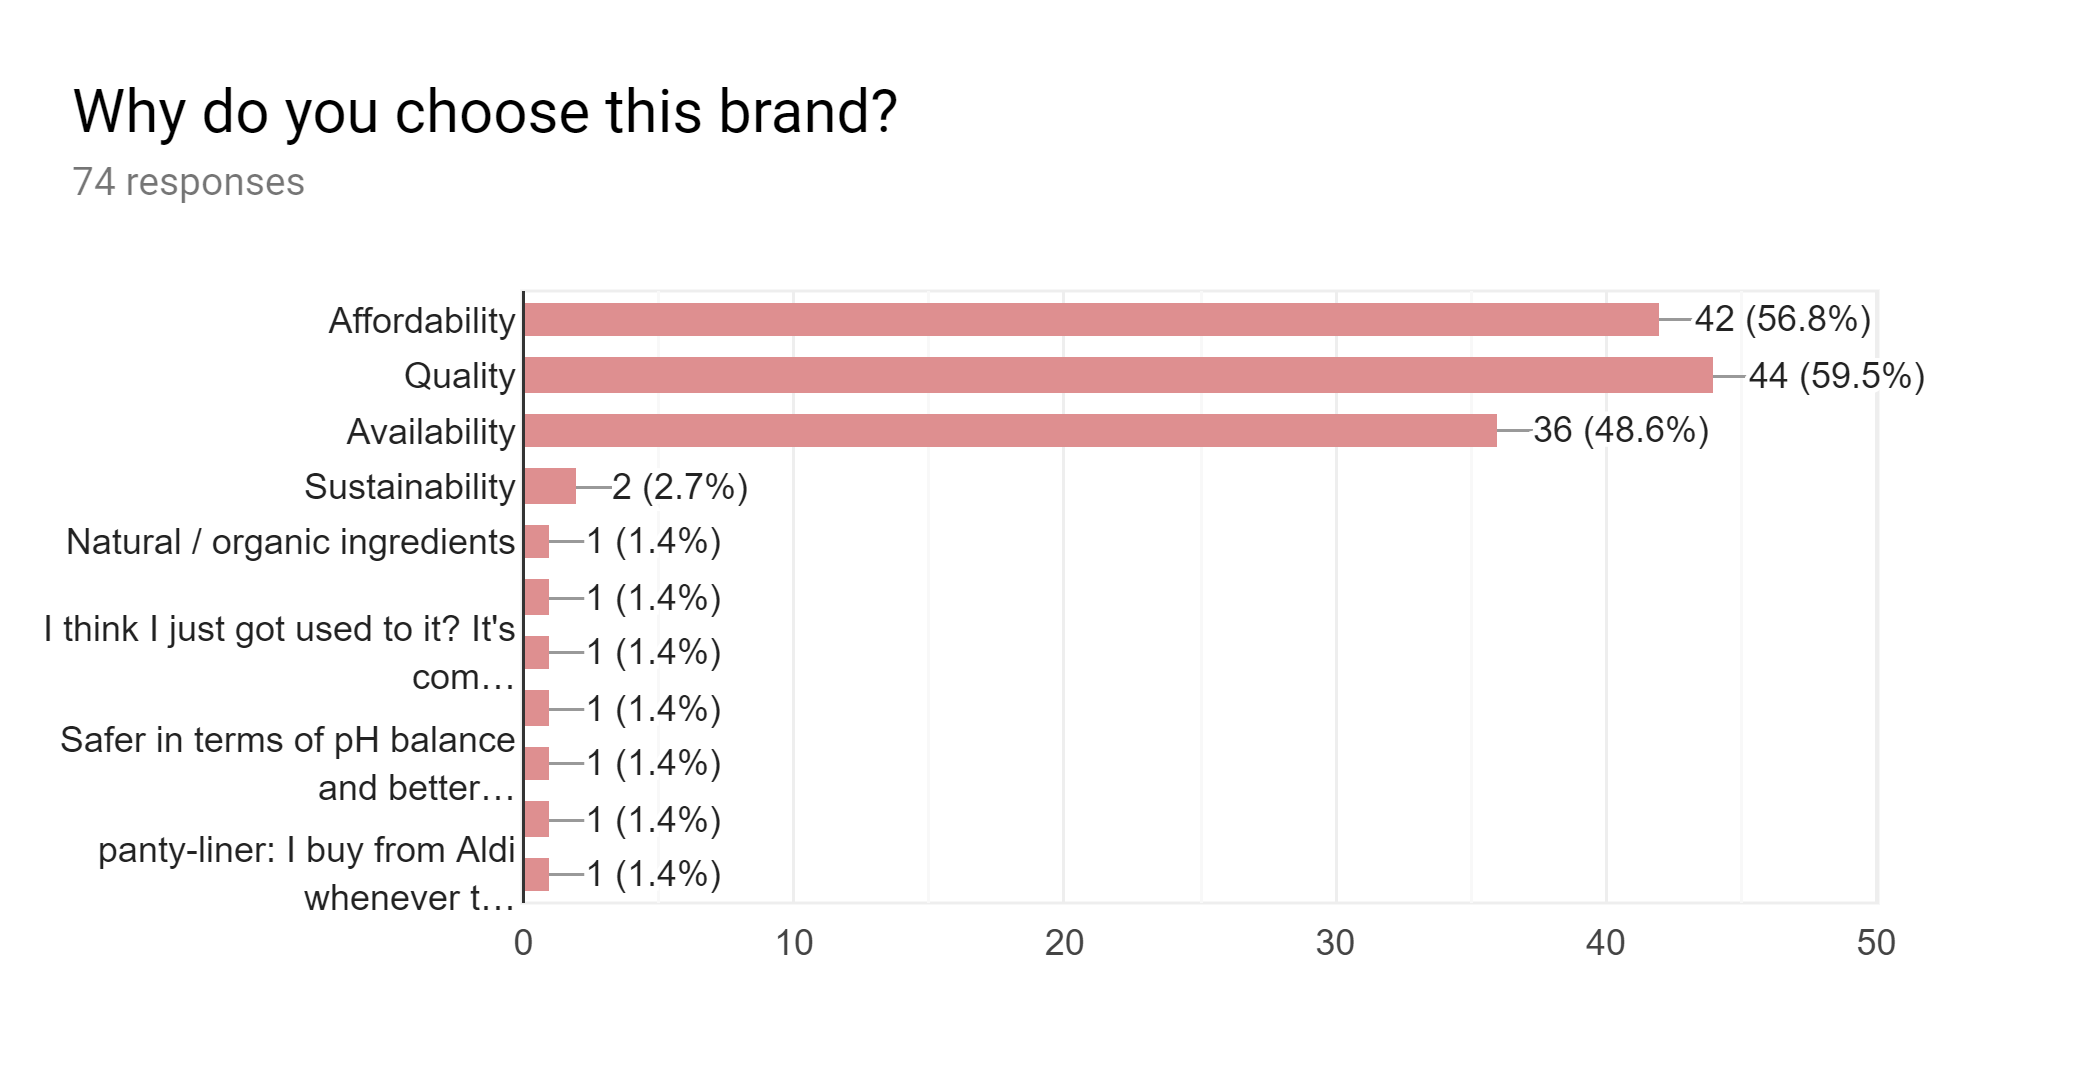 Why do you choose this brand?
74 responses
Affordability
42 (56.8%)
Quality
44 (59.5%)
Availability
36 (48.6%)
Sustainability
2 (2.7%)
Natural / organic ingredients
1 (1.4%)
1 (1.4%)
I think I just got used to it? It's
com…
1 (1.4%)
1 (1.4%)
Safer in terms of pH balance
and better…
1 (1.4%)
1 (1.4%)
panty-liner: I buy from Aldi
whenever t…
1 (1.4%)
0
10
20
30
40
50